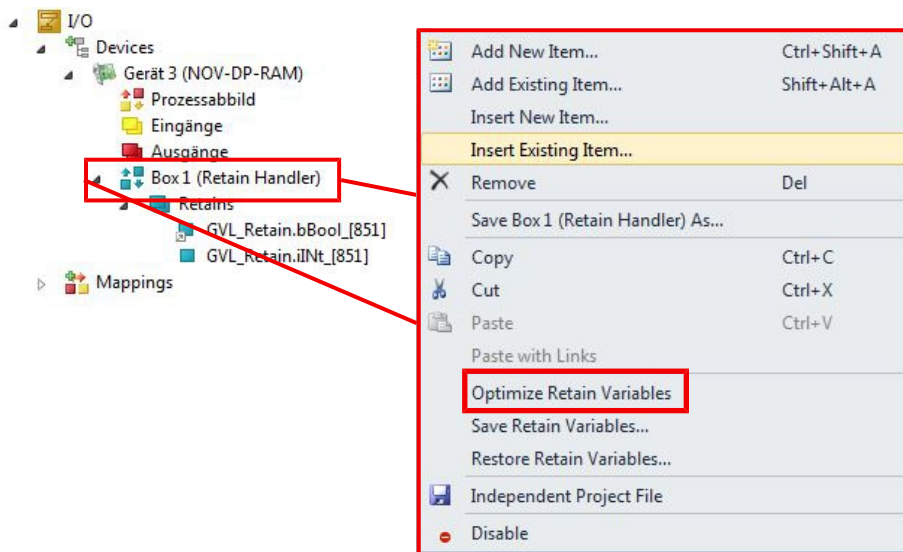 I/O
Devices
Gerät 3 (NOV-DP-RAM)
Prozessabbild
Eingänge
Ausgänge
Box 1 (Retain Handler)
Retains
GVL_Retain.bBool_[851]
GVL_Retain.iINt_[851]
Mappings
Add New Item... Ctrl+Shift+A
Add Existing Item... Shift+Alt+A
Insert New Item...
Insert Existing Item...
Remove Del
Save Box 1 (Retain Handler) As...
Copy Ctrl+C
Cut Ctrl+X
Paste Ctrl+V
Paste with Links
Optimize Retain Variables
Save Retain Variables...
Restore Retain Variables...
Independent Project File
Disable